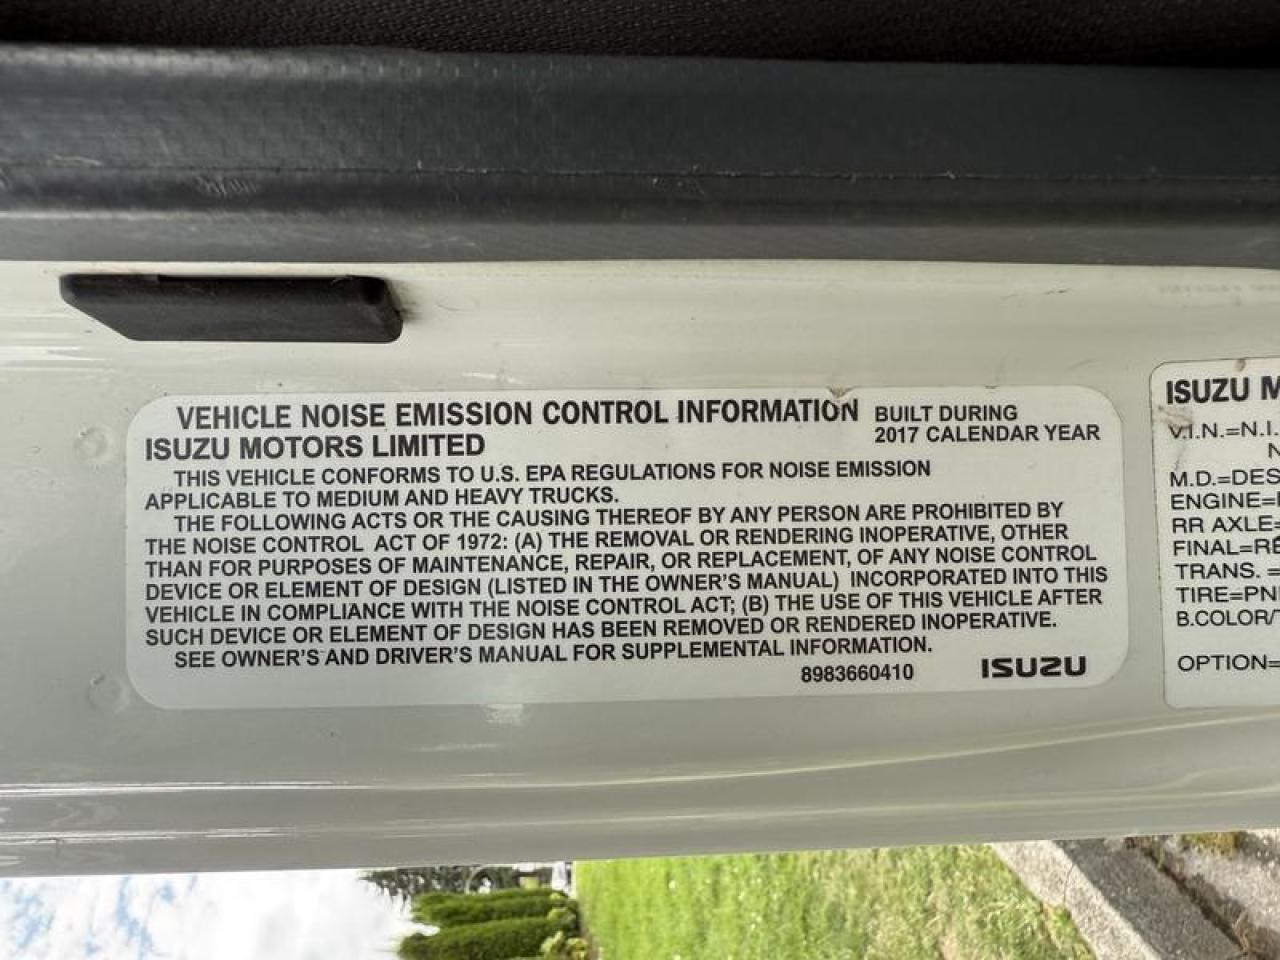 VEHICLE NOISE EMISSION CONTROL INFORMATION
BUILT DURING
ISUZU MOTORS LIMITED
2017 CALENDAR YEAR
THIS VEHICLE CONFORMS TO U.S. EPA REGULATIONS FOR NOISE EMISSION
APPLICABLE TO MEDIUM AND HEAVY TRUCKS.
THE FOLLOWING ACTS OR THE CAUSING THEREOF BY ANY PERSON ARE PROHIBITED BY
THE NOISE CONTROL ACT OF 1972: (A) THE REMOVAL OR RENDERING INOPERATIVE, OTHER
THAN FOR PURPOSES OF MAINTENANCE, REPAIR, OR REPLACEMENT, OF ANY NOISE CONTROL
DEVICE OR ELEMENT OF DESIGN (LISTED IN THE OWNER'S MANUAL) INCORPORATED INTO THIS
VEHICLE IN COMPLIANCE WITH THE NOISE CONTROL ACT; (B) THE USE OF THIS VEHICLE AFTER
SUCH DEVICE OR ELEMENT OF DESIGN HAS BEEN REMOVED OR RENDERED INOPERATIVE.
SEE OWNER'S AND DRIVER'S MANUAL FOR SUPPLEMENTAL INFORMATION.
8983660410
ISUZU
ISUZU M
V.I.N.=N.I.
N
M.D.=DES
ENGINE=
RR AXLE=
FINAL=RÉ
TRANS. =
TIRE=PN
B.COLOR/
OPTION=